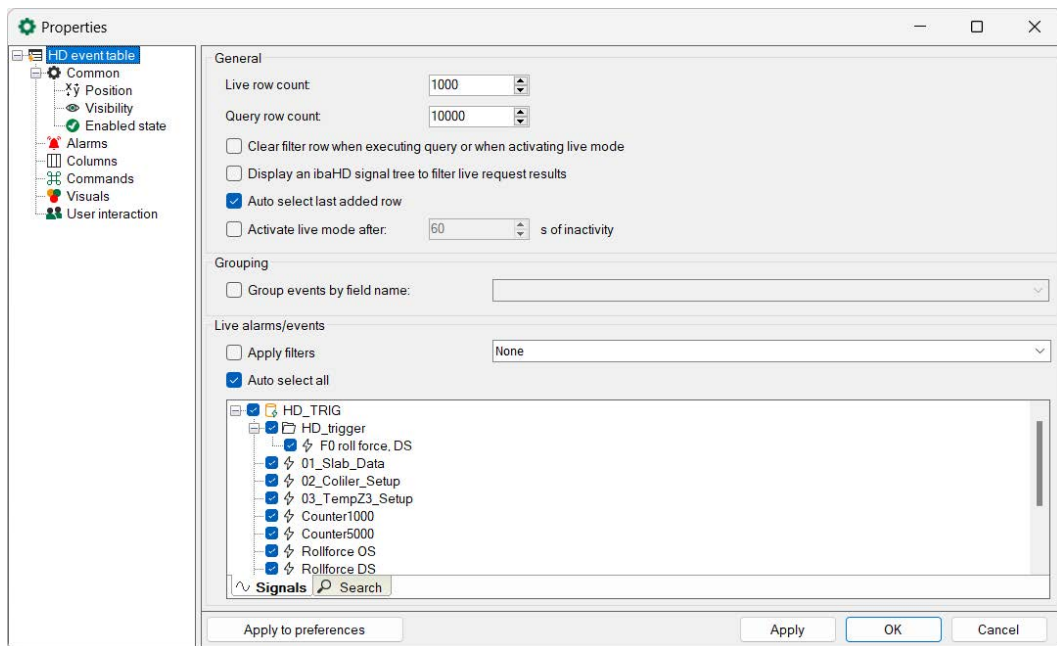 Properties
HD event table
Common
Position
Visibility
Enabled state
Alarms
Columns
Commands
Visuals
User interaction
General
Live row count: 1000
Query row count: 10000
Clear filter row when executing query or when activating live mode
Display an ibaHD signal tree to filter live request results
Auto select last added row
Activate live mode after: 60 s of inactivity
Grouping
Group events by field name:
Live alarms/events
Apply filters None
Auto select all
HD_TRIG
HD_trigger
F0 roll force, DS
01_Slab_Data
02_Coliler_Setup
03_TempZ3_Setup
Counter1000
Counter5000
Rollforce OS
Rollforce DS
Signals Search
Apply to preferences Apply OK Cancel